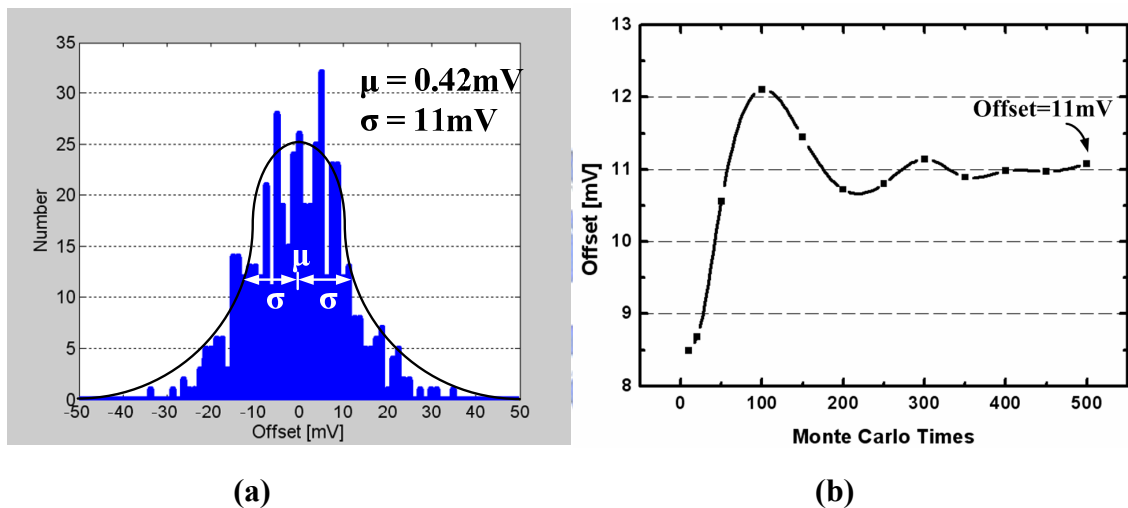 35
30
25
20
15
10
5
0
Number
μ = 0.42mV
σ = 11mV
μ
σ σ
-50 -40 -30 -20 -10 0 10 20 30 40 50
Offset [mV]
(a)
13
12
11
10
9
8
Offset [mV]
Offset=11mV
0 100 200 300 400 500
Monte Carlo Times
(b)